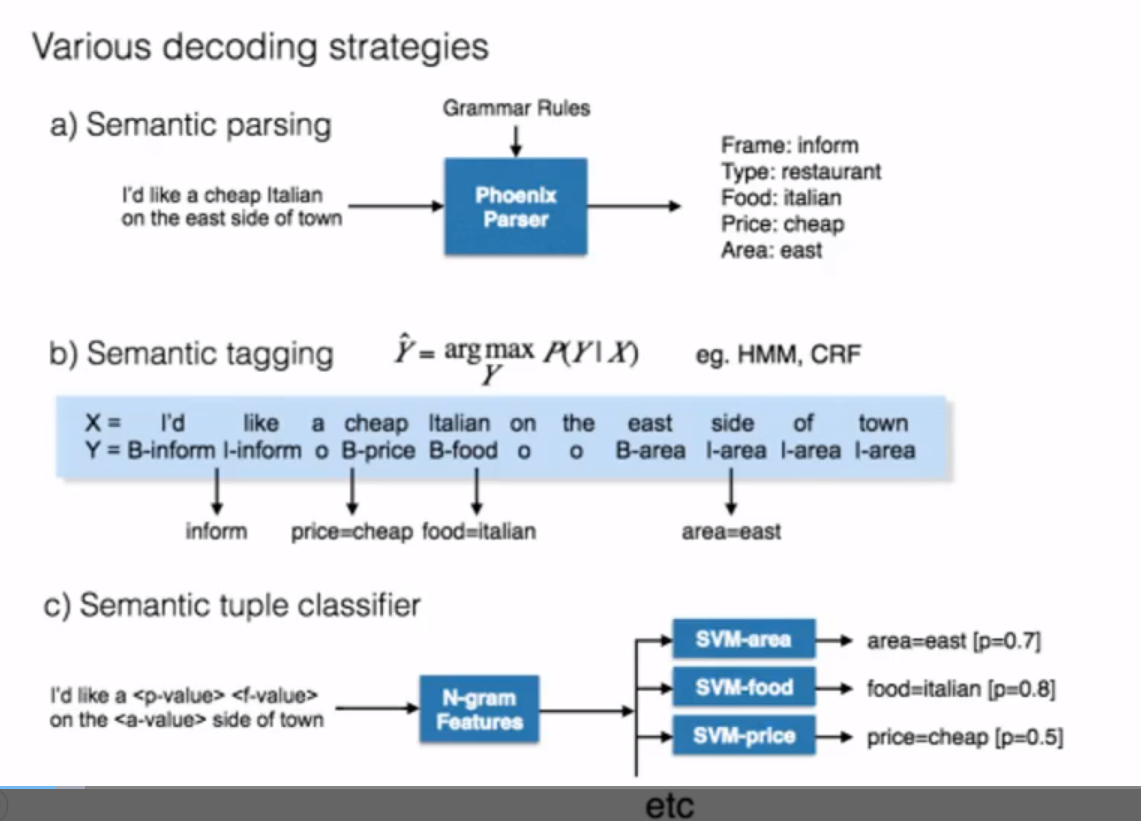 Various decoding strategies
a) Semantic parsing
Grammar Rules
I'd like a cheap Italian
on the east side of town
Phoenix
Parser
Frame: inform
Type: restaurant
Food: italian
Price: cheap
Area: east
b) Semantic tagging
Ŷ = arg max P(Y | X)
Y
eg. HMM, CRF
X = I'd like a cheap Italian on the east side of town
Y = B-inform I-inform o B-price B-food o o B-area I-area I-area I-area
inform price=cheap food=italian area=east
c) Semantic tuple classifier
I'd like a <p-value> <f-value>
on the <a-value> side of town
N-gram
Features
SVM-area area=east [p=0.7]
SVM-food food=italian [p=0.8]
SVM-price price=cheap [p=0.5]
etc